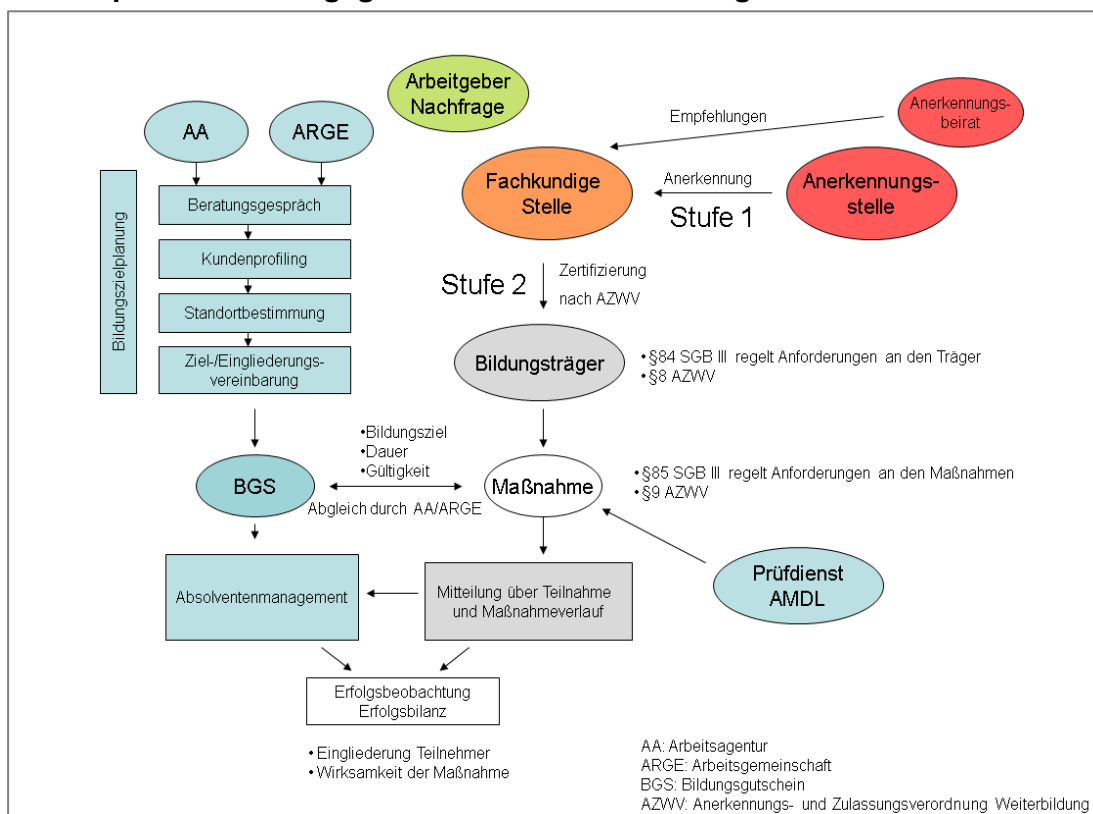 Arbeitgeber
Nachfrage
AA
ARGE
Empfehlungen
Anerkennungs-
beirat
Bildungszielplanung
Beratungsgespräch
Kundenprofiling
Standortbestimmung
Ziel-/Eingliederungs-
vereinbarung
Fachkundige
Stelle
Anerkennung
Stufe 1
Anerkennungs-
stelle
Stufe 2
Zertifizierung
nach AZWV
Bildungsträger
•§84 SGB III regelt Anforderungen an den Träger
•§8 AZWV
•Bildungsziel
•Dauer
•Gültigkeit
BGS
Abgleich durch AA/ARGE
Maßnahme
•§85 SGB III regelt Anforderungen an den Maßnahmen
•§9 AZWV
Prüfdienst
AMDL
Absolventenmanagement
Mitteilung über Teilnahme
und Maßnahmeverlauf
Erfolgsbeobachtung
Erfolgsbilanz
• Eingliederung Teilnehmer
• Wirksamkeit der Maßnahme
AA: Arbeitsagentur
ARGE: Arbeitsgemeinschaft
BGS: Bildungsgutschein
AZWV: Anerkennungs- und Zulassungsverordnung Weiterbildung